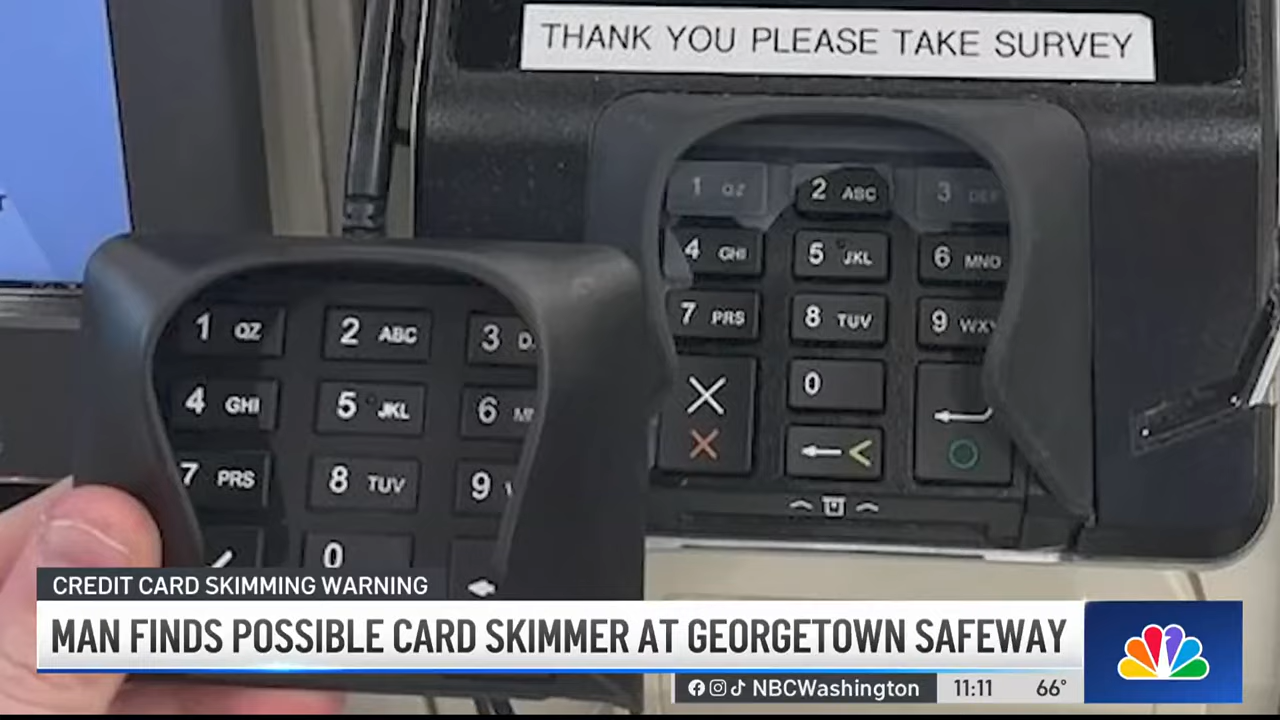 THANK YOU PLEASE TAKE SURVEY
1 QZ 2 ABC 3 DEF
4 GHI 5 JKL 6 MNO
7 PRS 8 TUV 9 WXY
0
1 QZ 2 ABC 3 D
4 GHI 5 JKL 6 M
7 PRS 8 TUV 9
0
CREDIT CARD SKIMMING WARNING
MAN FINDS POSSIBLE CARD SKIMMER AT GEORGETOWN SAFEWAY
NBCWashington 11:11 66°